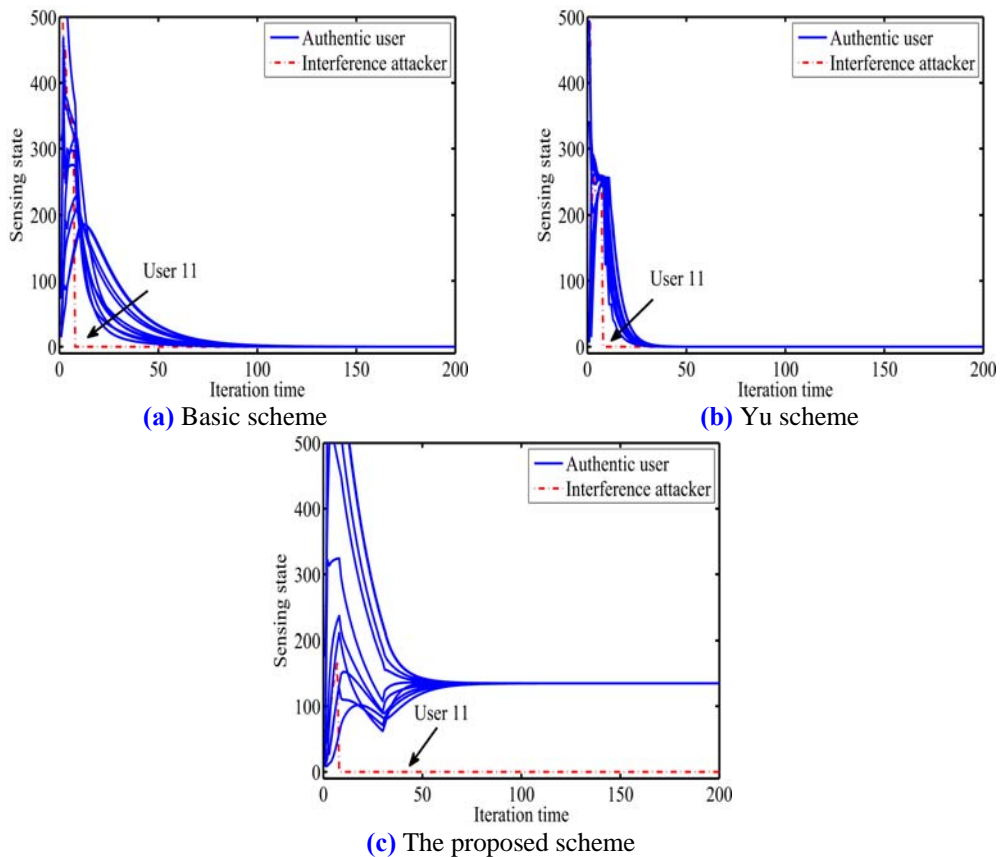 500
400
300
200
100
0
Sensing state
Authentic user
Interference attacker
User 11
0 50 100 150 200
Iteration time
(a) Basic scheme
500
400
300
200
100
0
Sensing state
Authentic user
Interference attacker
User 11
0 50 100 150 200
Iteration time
(b) Yu scheme
500
400
300
200
100
0
Sensing state
Authentic user
Interference attacker
User 11
0 50 100 150 200
Iteration time
(c) The proposed scheme